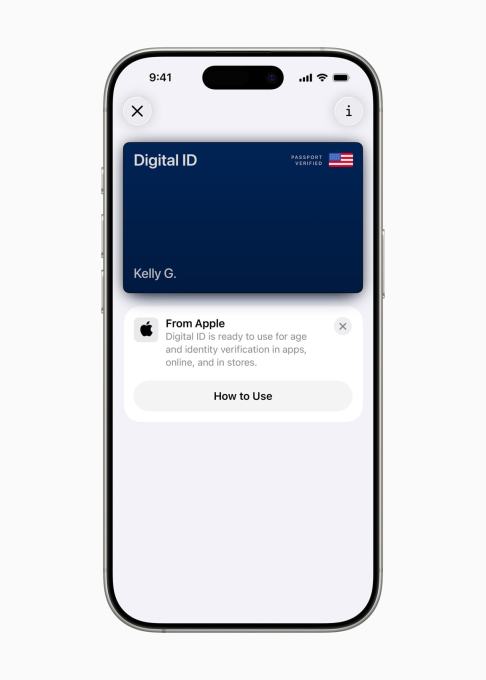 9:41
Digital ID
PASSPORT
VERIFIED
Kelly G.
From Apple
Digital ID is ready to use for age
and identity verification in apps,
online, and in stores.
How to Use